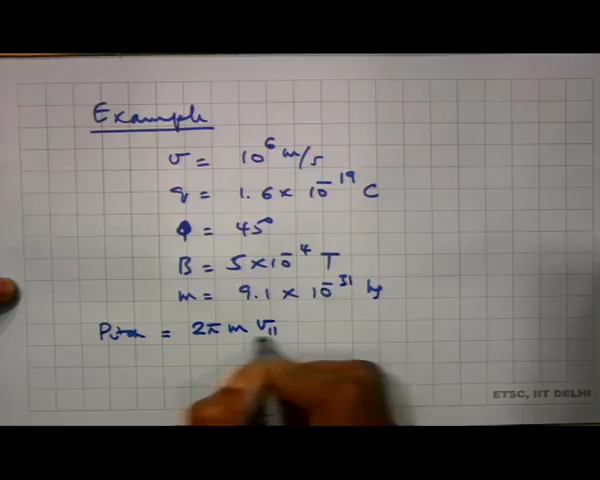 Example
v = 10⁶ m/s
q = 1.6 × 10⁻¹⁹ C
φ = 45°
B = 5 × 10⁻⁴ T
m = 9.1 × 10⁻³¹ kg
Pitch = 2π m v₁₁
ETSC, IIT DELHI